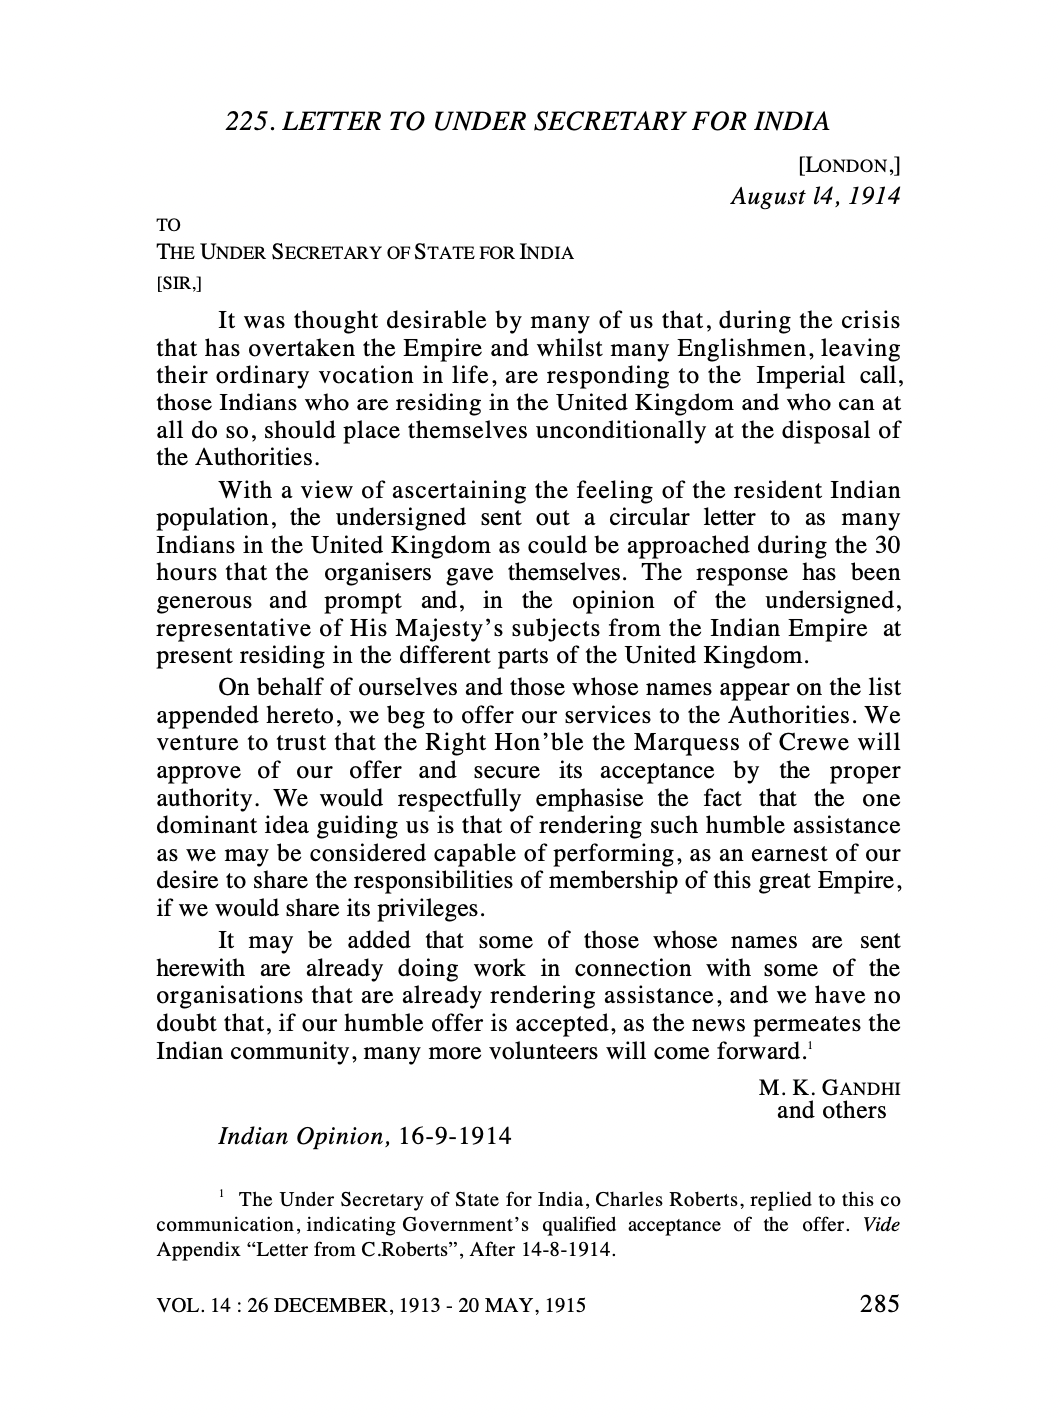 225. LETTER TO UNDER SECRETARY FOR INDIA
[LONDON,]
August l4, 1914
TO
THE UNDER SECRETARY OF STATE FOR INDIA
[SIR,]
It was thought desirable by many of us that, during the crisis
that has overtaken the Empire and whilst many Englishmen, leaving
their ordinary vocation in life, are responding to the Imperial call,
those Indians who are residing in the United Kingdom and who can at
all do so, should place themselves unconditionally at the disposal of
the Authorities.
With a view of ascertaining the feeling of the resident Indian
population, the undersigned sent out a circular letter to as many
Indians in the United Kingdom as could be approached during the 30
hours that the organisers gave themselves. The response has been
generous and prompt and, in the opinion of the undersigned,
representative of His Majesty’s subjects from the Indian Empire at
present residing in the different parts of the United Kingdom.
On behalf of ourselves and those whose names appear on the list
appended hereto, we beg to offer our services to the Authorities. We
venture to trust that the Right Hon’ble the Marquess of Crewe will
approve of our offer and secure its acceptance by the proper
authority. We would respectfully emphasise the fact that the one
dominant idea guiding us is that of rendering such humble assistance
as we may be considered capable of performing, as an earnest of our
desire to share the responsibilities of membership of this great Empire,
if we would share its privileges.
It may be added that some of those whose names are sent
herewith are already doing work in connection with some of the
organisations that are already rendering assistance, and we have no
doubt that, if our humble offer is accepted, as the news permeates the
Indian community, many more volunteers will come forward.¹
M. K. GANDHI
and others
Indian Opinion, 16-9-1914
¹ The Under Secretary of State for India, Charles Roberts, replied to this co
communication, indicating Government’s qualified acceptance of the offer. Vide
Appendix “Letter from C.Roberts”, After 14-8-1914.
VOL. 14 : 26 DECEMBER, 1913 - 20 MAY, 1915 285